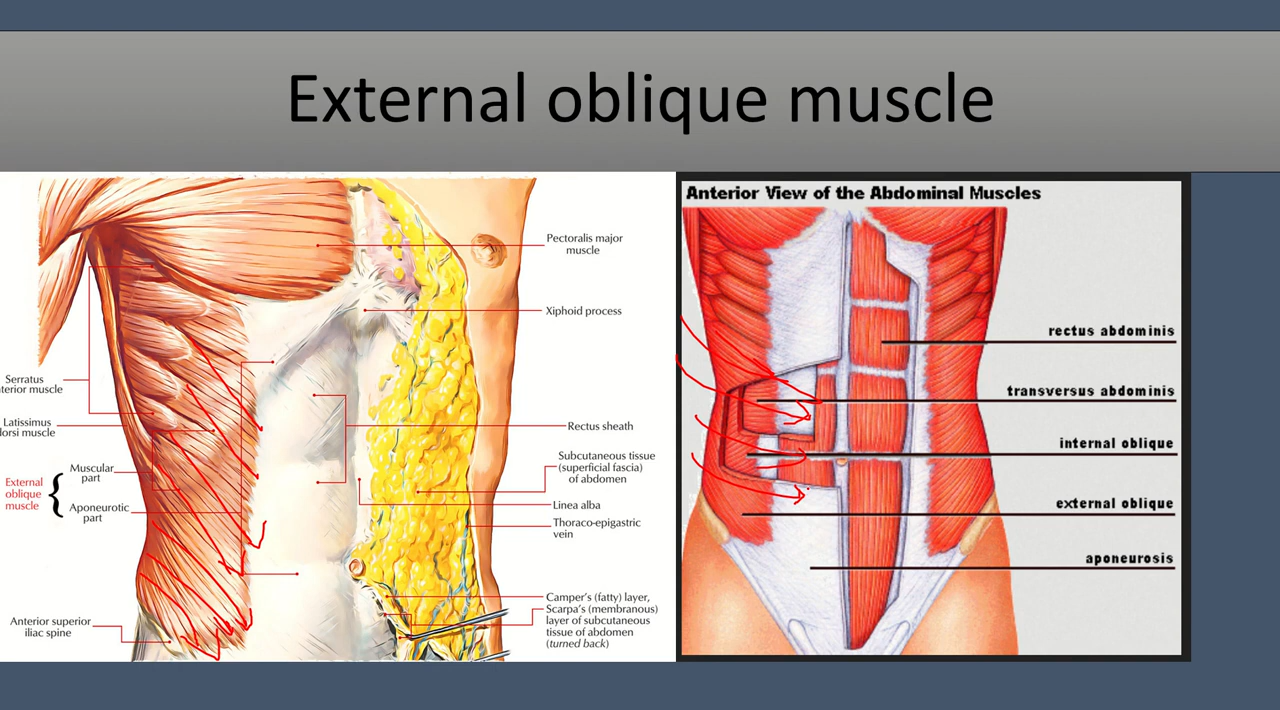 External oblique muscle
Pectoralis major
muscle
Xiphoid process
Serratus
terior muscle
Latissimus
dorsi muscle
External
oblique
muscle
{
Muscular
part
Aponeurotic
part
Anterior superior
iliac spine
Rectus sheath
Subcutaneous tissue
(superficial fascia)
of abdomen
Linea alba
Thoraco-epigastric
vein
Camper's (fatty) layer,
Scarpa's (membranous)
layer of subcutaneous
tissue of abdomen
(turned back)
Anterior View of the Abdominal Muscles
rectus abdominis
transversus abdominis
internal oblique
external oblique
aponeurosis